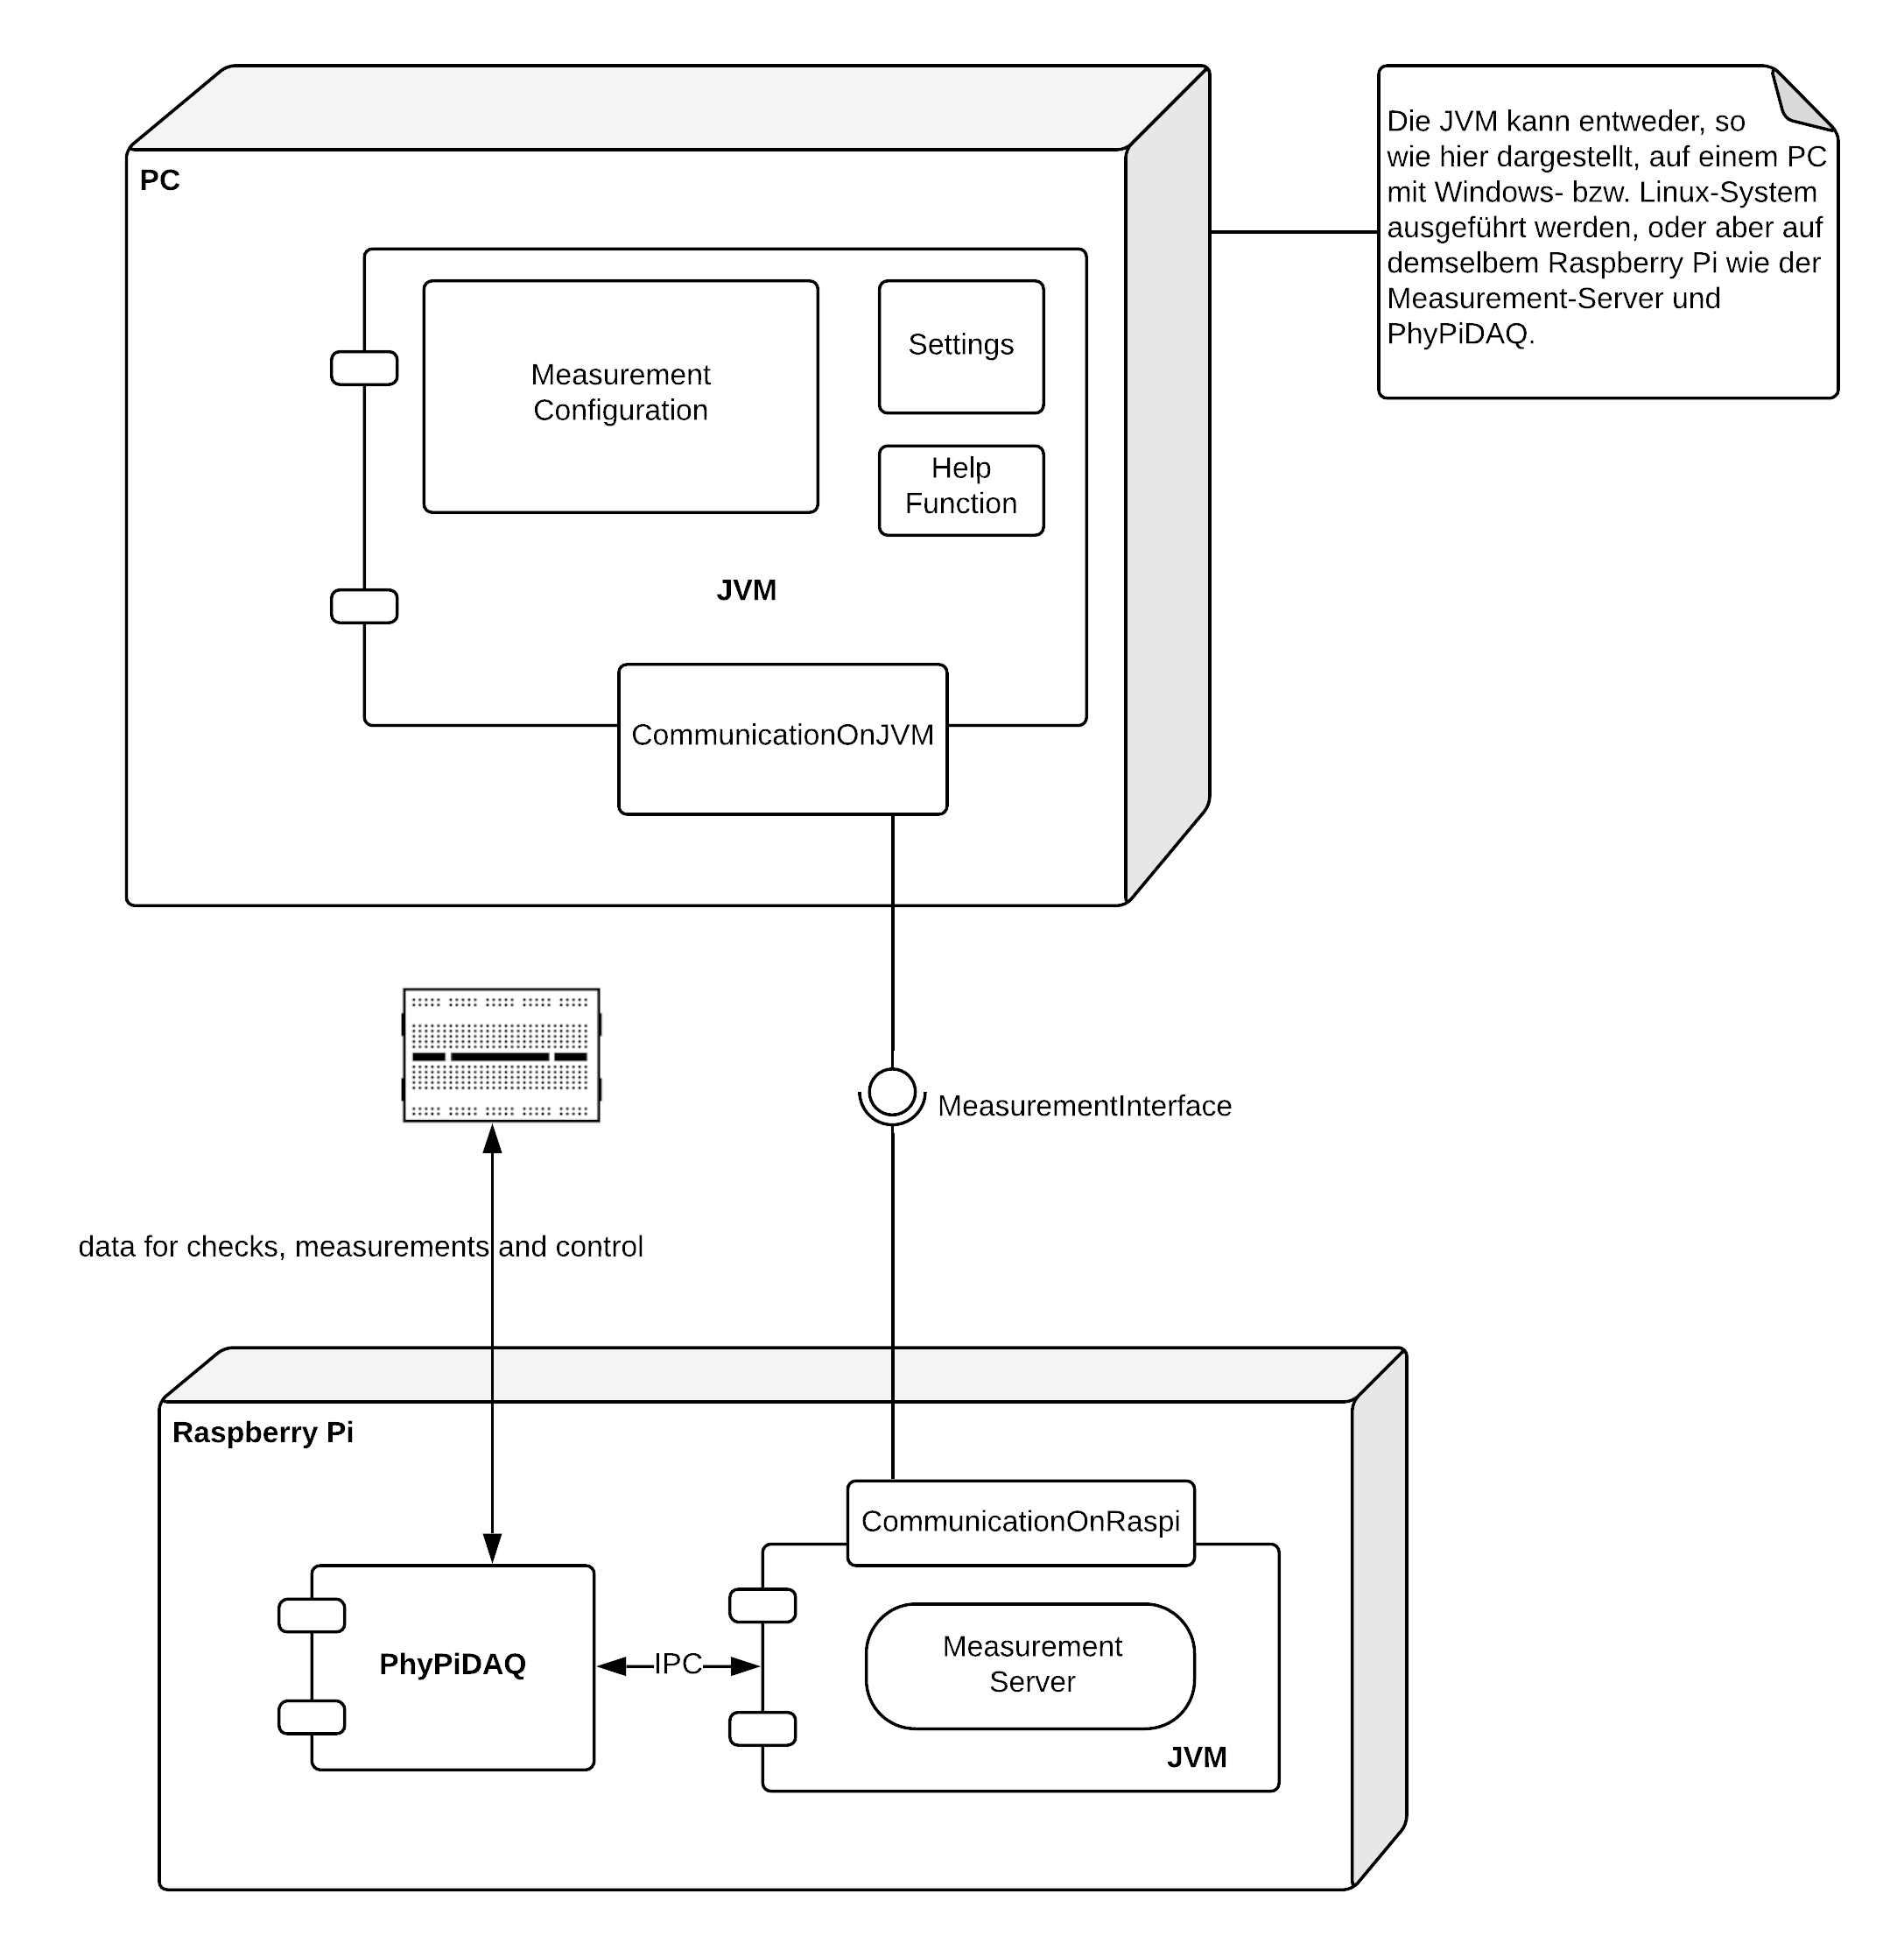 PC
Die JVM kann entweder, so
wie hier dargestellt, auf einem PC
mit Windows- bzw. Linux-System
ausgeführt werden, oder aber auf
demselbem Raspberry Pi wie der
Measurement-Server und
PhyPiDAQ.
Measurement
Configuration
Settings
Help
Function
JVM
CommunicationOnJVM
MeasurementInterface
data for checks, measurements and control
Raspberry Pi
CommunicationOnRaspi
PhyPiDAQ
IPC
Measurement
Server
JVM